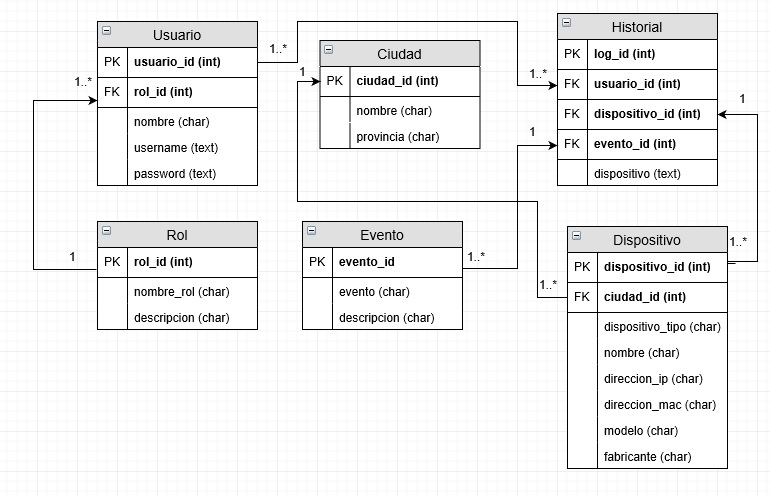 Usuario
PK usuario_id (int)
FK rol_id (int)
nombre (char)
username (text)
password (text)
1..*
1..*
1..*
Ciudad
1
PK ciudad_id (int)
nombre (char)
provincia (char)
Historial
PK log_id (int)
FK usuario_id (int)
FK dispositivo_id (int)
FK evento_id (int)
dispositivo (text)
1
1
Rol
1
PK rol_id (int)
nombre_rol (char)
descripcion (char)
Evento
PK evento_id
evento (char)
descripcion (char)
1..*
Dispositivo
1..*
PK dispositivo_id (int)
FK ciudad_id (int)
1..*
dispositivo_tipo (char)
nombre (char)
direccion_ip (char)
direccion_mac (char)
modelo (char)
fabricante (char)